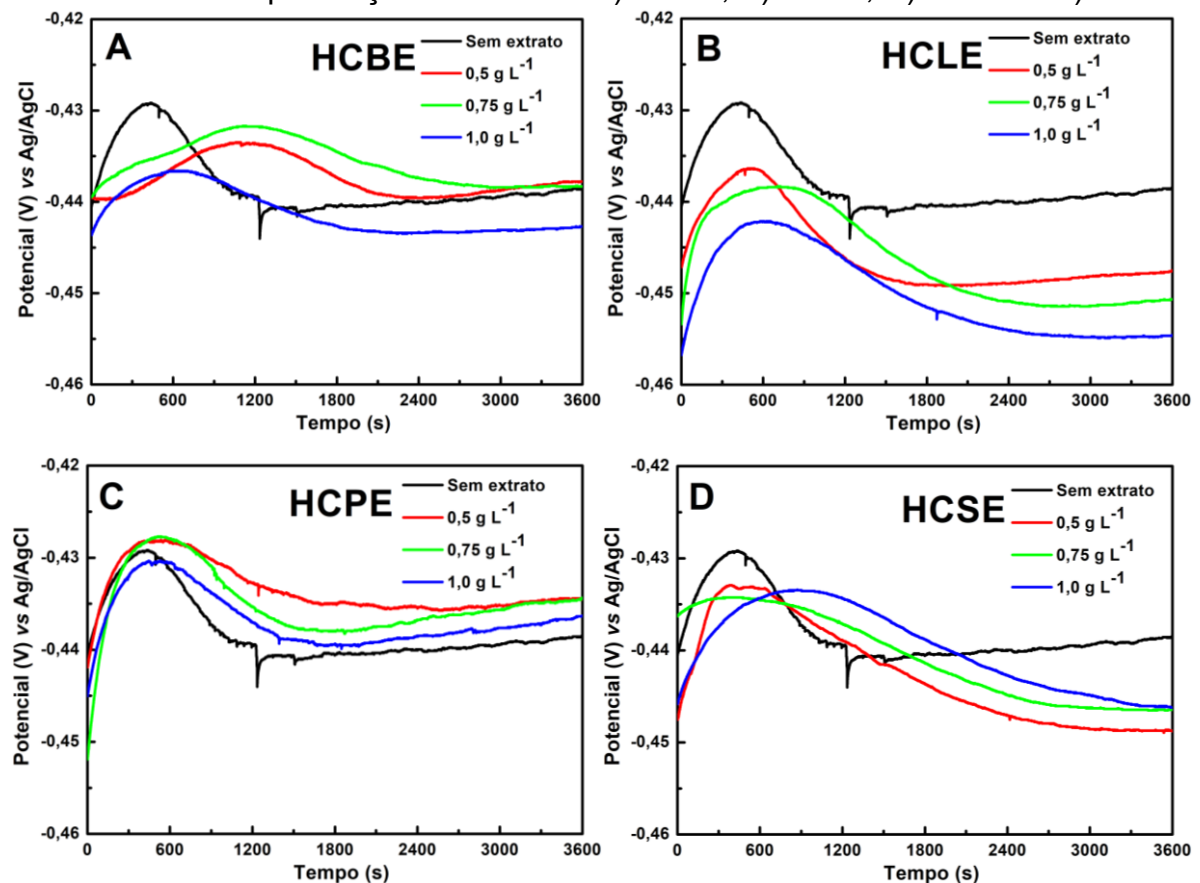 A
HCBE
Sem extrato
0,5 g L-1
0,75 g L-1
1,0 g L-1
Potencial (V) vs Ag/AgCl
-0,42
-0,43
-0,44
-0,45
-0,46
0 600 1200 1800 2400 3000 3600
Tempo (s)
B
HCLE
Sem extrato
0,5 g L-1
0,75 g L-1
1,0 g L-1
Potencial (V) vs Ag/AgCl
-0,42
-0,43
-0,44
-0,45
-0,46
0 600 1200 1800 2400 3000 3600
Tempo (s)
C
HCPE
Sem extrato
0,5 g L-1
0,75 g L-1
1,0 g L-1
Potencial (V) vs Ag/AgCl
-0,42
-0,43
-0,44
-0,45
-0,46
0 600 1200 1800 2400 3000 3600
Tempo (s)
D
HCSE
Sem extrato
0,5 g L-1
0,75 g L-1
1,0 g L-1
Potencial (V) vs Ag/AgCl
-0,42
-0,43
-0,44
-0,45
-0,46
0 600 1200 1800 2400 3000 3600
Tempo (s)